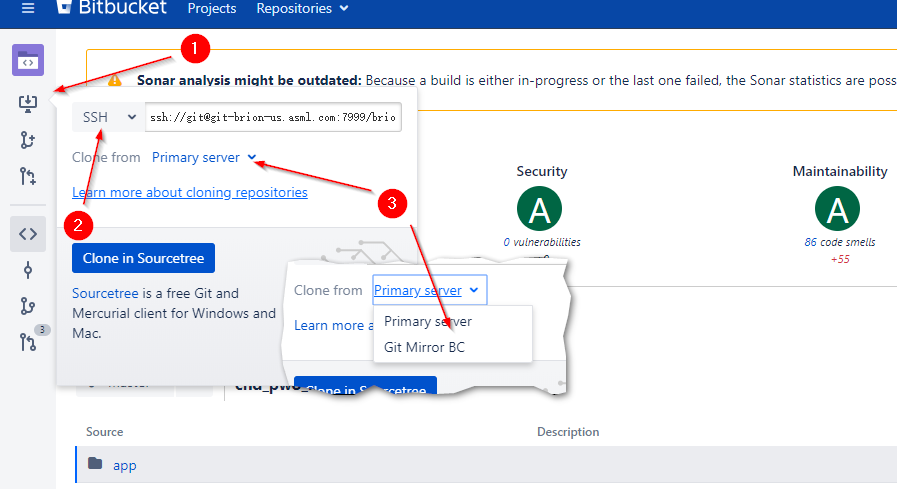 Bitbucket Projects Repositories
1
Sonar analysis might be outdated: Because a build is either in-progress or the last one failed, the Sonar statistics are poss
SSH ssh://git@git-brion-us.asml.com:7999/brio
Clone from Primary server
Learn more about cloning repositories
2
3
Security
A
0 vulnerabilities
Maintainability
A
86 code smells
+55
Clone in Sourcetree
Sourcetree is a free Git and
Mercurial client for Windows and
Mac.
3
Clone from Primary server
Learn more a
Primary server
Git Mirror BC
Clone in Sourcetree
master
Source Description
app